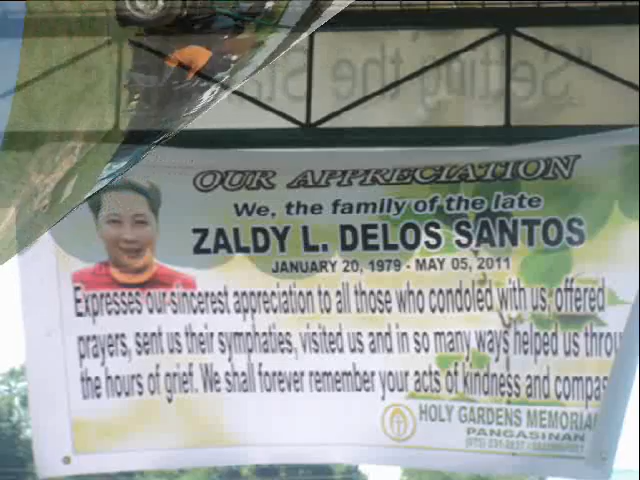 "Setting the Sta
OUR APPRECIATION
We, the family of the late
ZALDY L. DELOS SANTOS
JANUARY 20, 1979 - MAY 05, 2011
Expresses our sincerest appreciation to all those who condoled with us, offered
prayers, sent us their symphaties, visited us and in so many ways helped us throu
the hours of grief. We shall forever remember your acts of kindness and compas
HOLY GARDENS MEMORIA
PANGASINAN